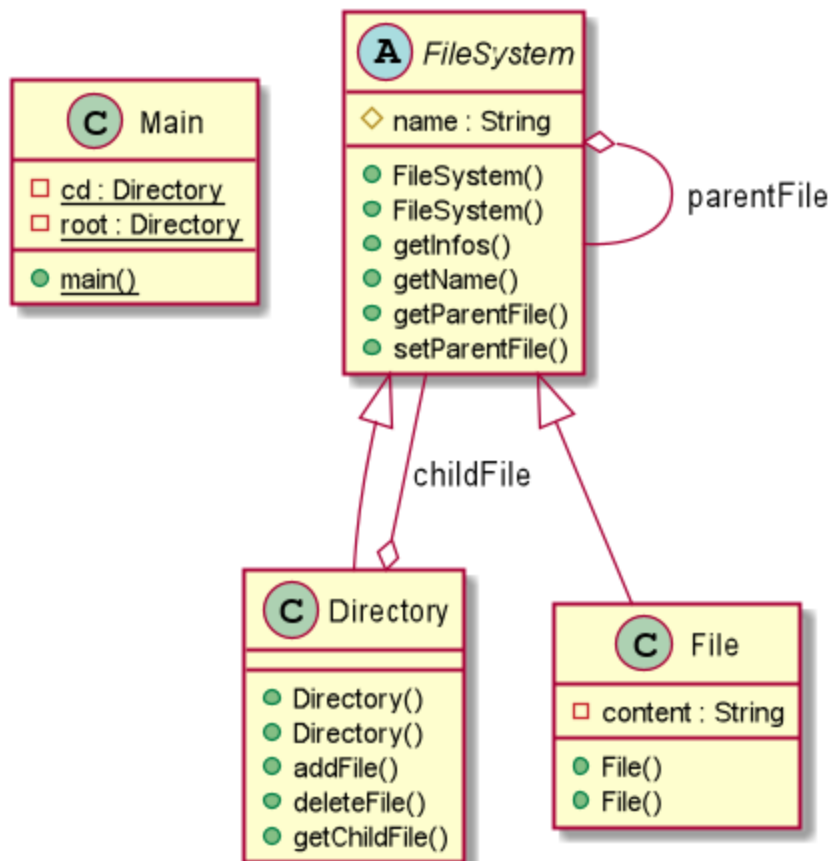 C Main
cd : Directory
root : Directory
main()
A FileSystem
name : String
FileSystem()
FileSystem()
getInfos()
getName()
getParentFile()
setParentFile()
parentFile
childFile
C Directory
Directory()
Directory()
addFile()
deleteFile()
getChildFile()
C File
content : String
File()
File()